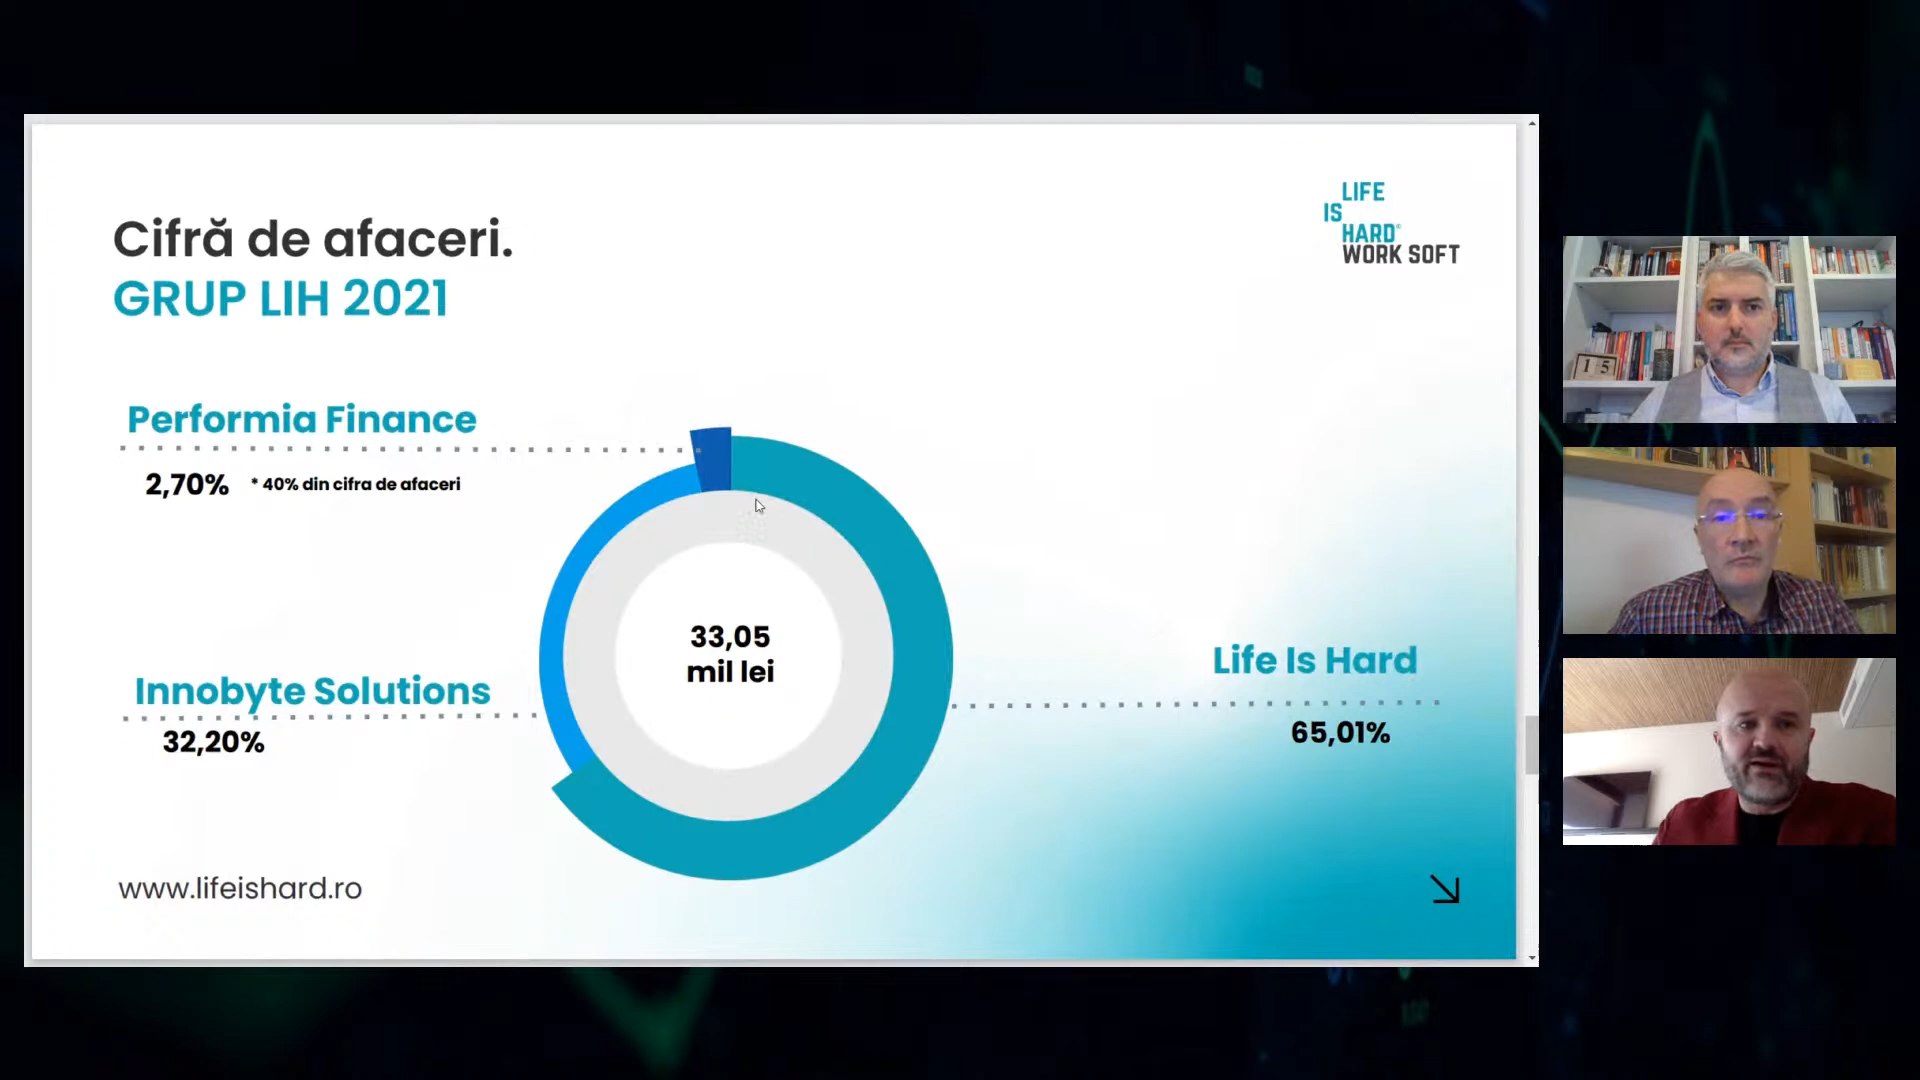 Cifră de afaceri.
GRUP LIH 2021
LIFE
IS
HARD®
WORK SOFT
Performia Finance
2,70% * 40% din cifra de afaceri
33,05
mil lei
Innobyte Solutions
32,20%
Life Is Hard
65,01%
www.lifeishard.ro
15